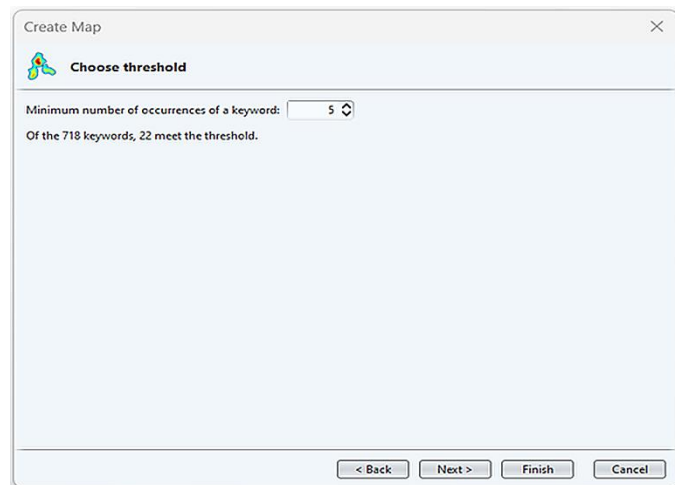 Create Map
Choose threshold
Minimum number of occurrences of a keyword: 5
Of the 718 keywords, 22 meet the threshold.
< Back Next > Finish Cancel